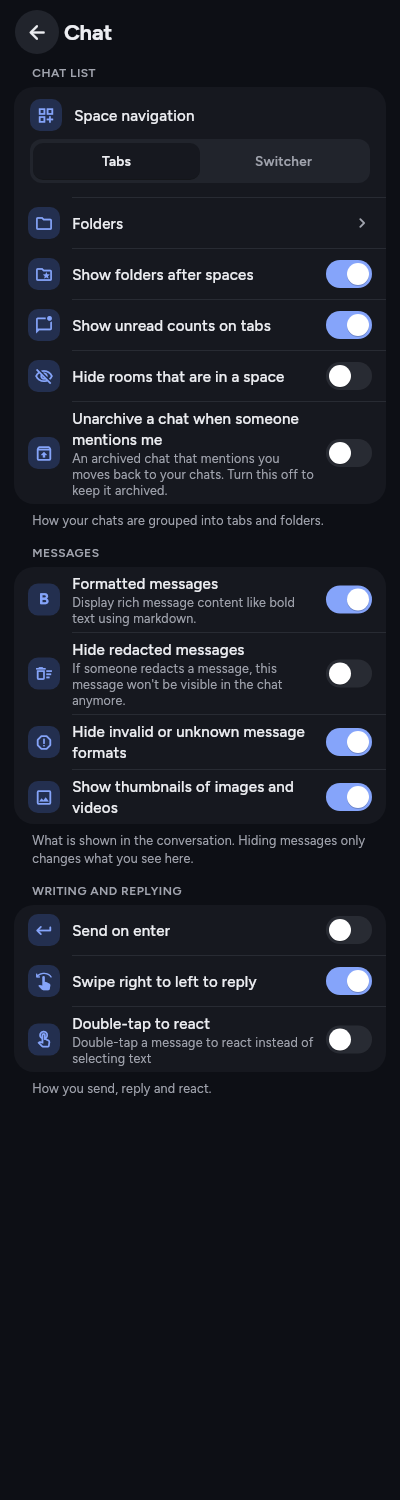 Chat
CHAT LIST
Space navigation
Tabs
Switcher
Folders
Show folders after spaces
Show unread counts on tabs
Hide rooms that are in a space
Unarchive a chat when someone
mentions me
An archived chat that mentions you
moves back to your chats. Turn this off to
keep it archived.
How your chats are grouped into tabs and folders.
MESSAGES
B
Formatted messages
Display rich message content like bold
text using markdown.
Hide redacted messages
If someone redacts a message, this
message won't be visible in the chat
anymore.
Hide invalid or unknown message
formats
Show thumbnails of images and
videos
What is shown in the conversation. Hiding messages only
changes what you see here.
WRITING AND REPLYING
Send on enter
Swipe right to left to reply
Double-tap to react
Double-tap a message to react instead of
selecting text
How you send, reply and react.